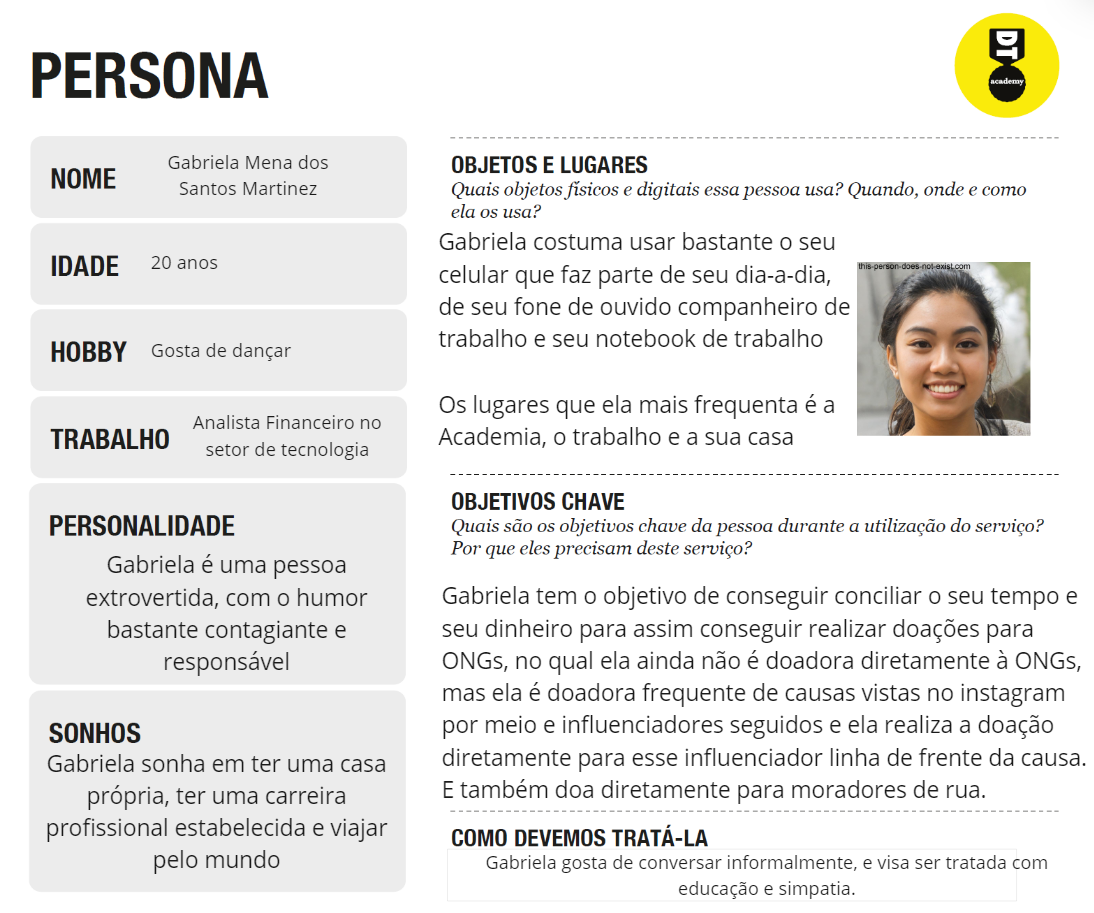 PERSONA
DT
academy
NOME
Gabriela Mena dos
Santos Martinez
IDADE
20 anos
HOBBY
Gosta de dançar
TRABALHO
Analista Financeiro no
setor de tecnologia
PERSONALIDADE
Gabriela é uma pessoa
extrovertida, com o humor
bastante contagiante e
responsável
SONHOS
Gabriela sonha em ter uma casa
própria, ter uma carreira
profissional estabelecida e viajar
pelo mundo
OBJETOS E LUGARES
Quais objetos físicos e digitais essa pessoa usa? Quando, onde e como
ela os usa?
Gabriela costuma usar bastante o seu
celular que faz parte de seu dia-a-dia,
de seu fone de ouvido companheiro de
trabalho e seu notebook de trabalho
Os lugares que ela mais frequenta é a
Academia, o trabalho e a sua casa
this-person-does-not-exist.com
OBJETIVOS CHAVE
Quais são os objetivos chave da pessoa durante a utilização do serviço?
Por que eles precisam deste serviço?
Gabriela tem o objetivo de conseguir conciliar o seu tempo e
seu dinheiro para assim conseguir realizar doações para
ONGs, no qual ela ainda não é doadora diretamente à ONGs,
mas ela é doadora frequente de causas vistas no instagram
por meio e influenciadores seguidos e ela realiza a doação
diretamente para esse influenciador linha de frente da causa.
E também doa diretamente para moradores de rua.
COMO DEVEMOS TRATÁ-LA
Gabriela gosta de conversar informalmente, e visa ser tratada com
educação e simpatia.